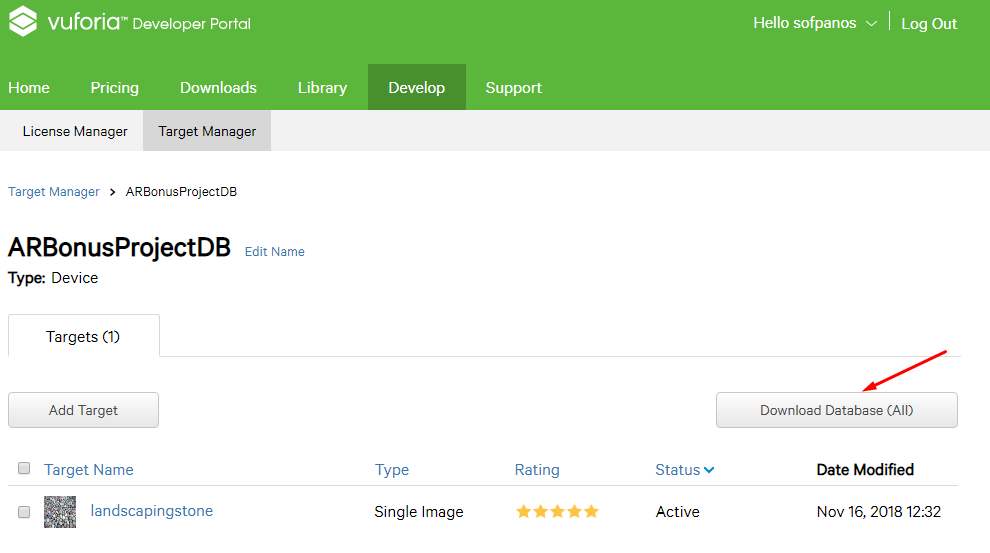 vuforia™ Developer Portal
Hello sofpanos
Log Out
Home Pricing Downloads Library Develop Support
License Manager Target Manager
Target Manager > ARBonusProjectDB
ARBonusProjectDB Edit Name
Type: Device
Targets (1)
Add Target Download Database (All)
Target Name Type Rating Status Date Modified
landscapingstone Single Image Active Nov 16, 2018 12:32